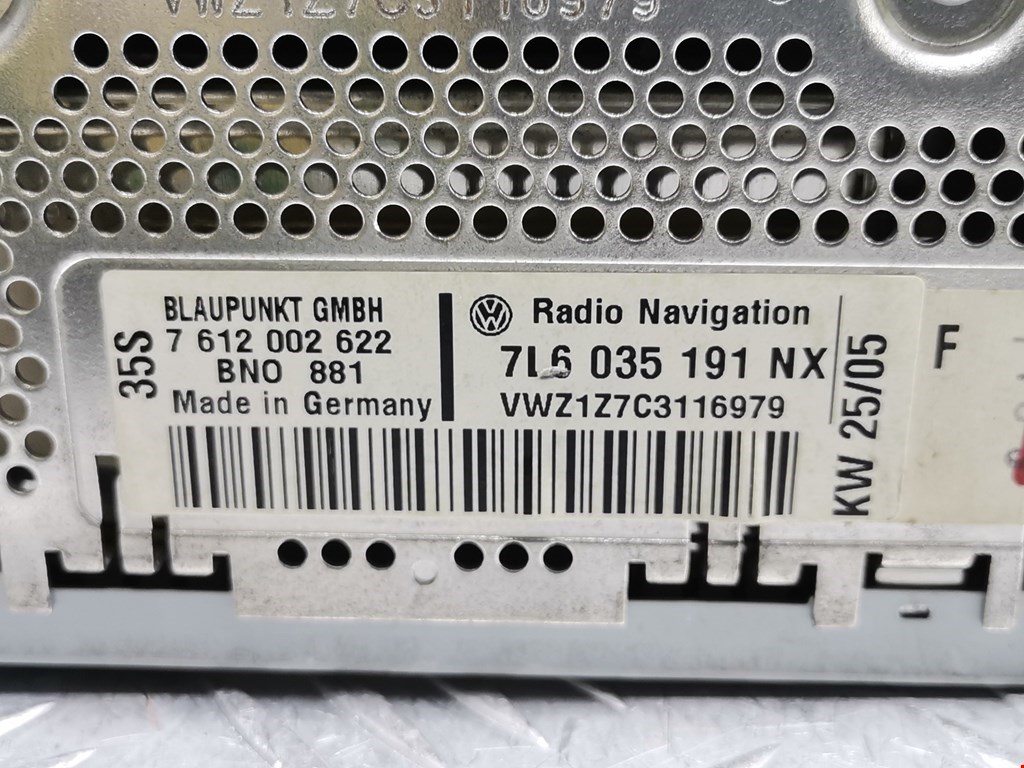 VWZ1Z7C3116979
BLAUPUNKT GMBH
7 612 002 622
BNO 881
Made in Germany
35S
Radio Navigation
7L6 035 191 NX
VWZ1Z7C3116979
KW 25/05
F